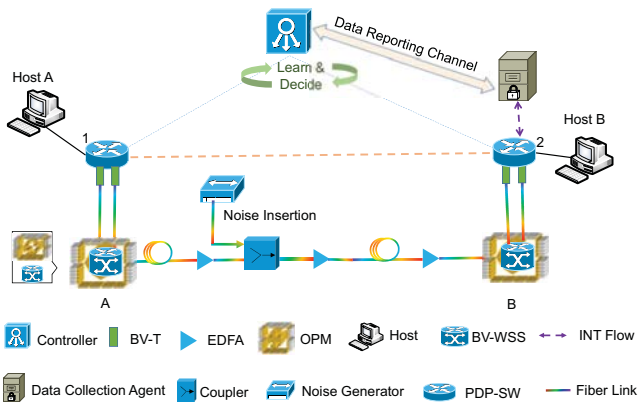 Data Reporting Channel
Learn &
Decide
Host A
1
2
Host B
Noise Insertion
A
B
Controller
BV-T
EDFA
OPM
Host
BV-WSS
INT Flow
Data Collection Agent
Coupler
Noise Generator
PDP-SW
Fiber Link